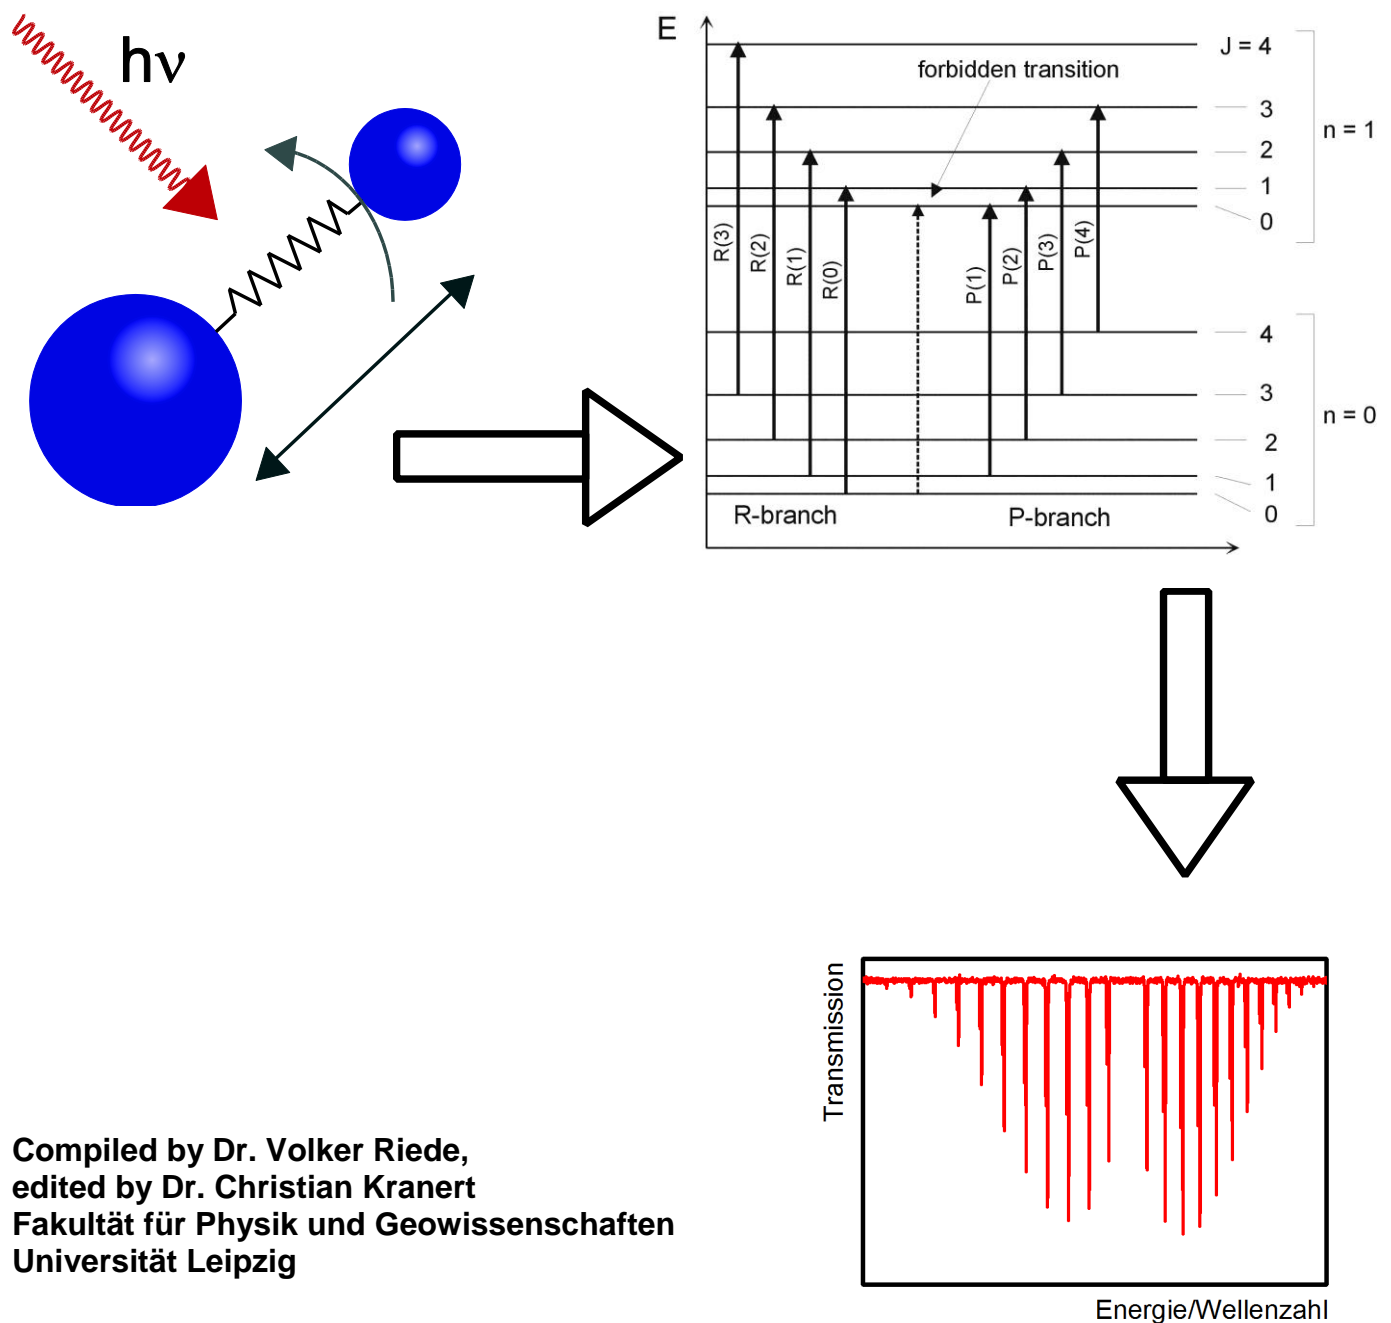 hν
E
J = 4
forbidden transition
3
n = 1
2
1
0
R(3)
R(2)
R(1)
R(0)
P(1)
P(2)
P(3)
P(4)
4
3
n = 0
2
1
0
R-branch
P-branch
Transmission
Energie/Wellenzahl
Compiled by Dr. Volker Riede,
edited by Dr. Christian Kranert
Fakultät für Physik und Geowissenschaften
Universität Leipzig